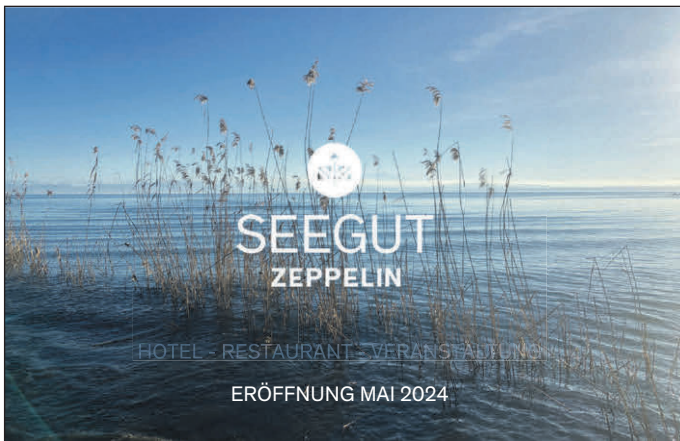 SEEGUT
ZEPPELIN
HOTEL - RESTAURANT - VERANSTALTUNG
ERÖFFNUNG MAI 2024